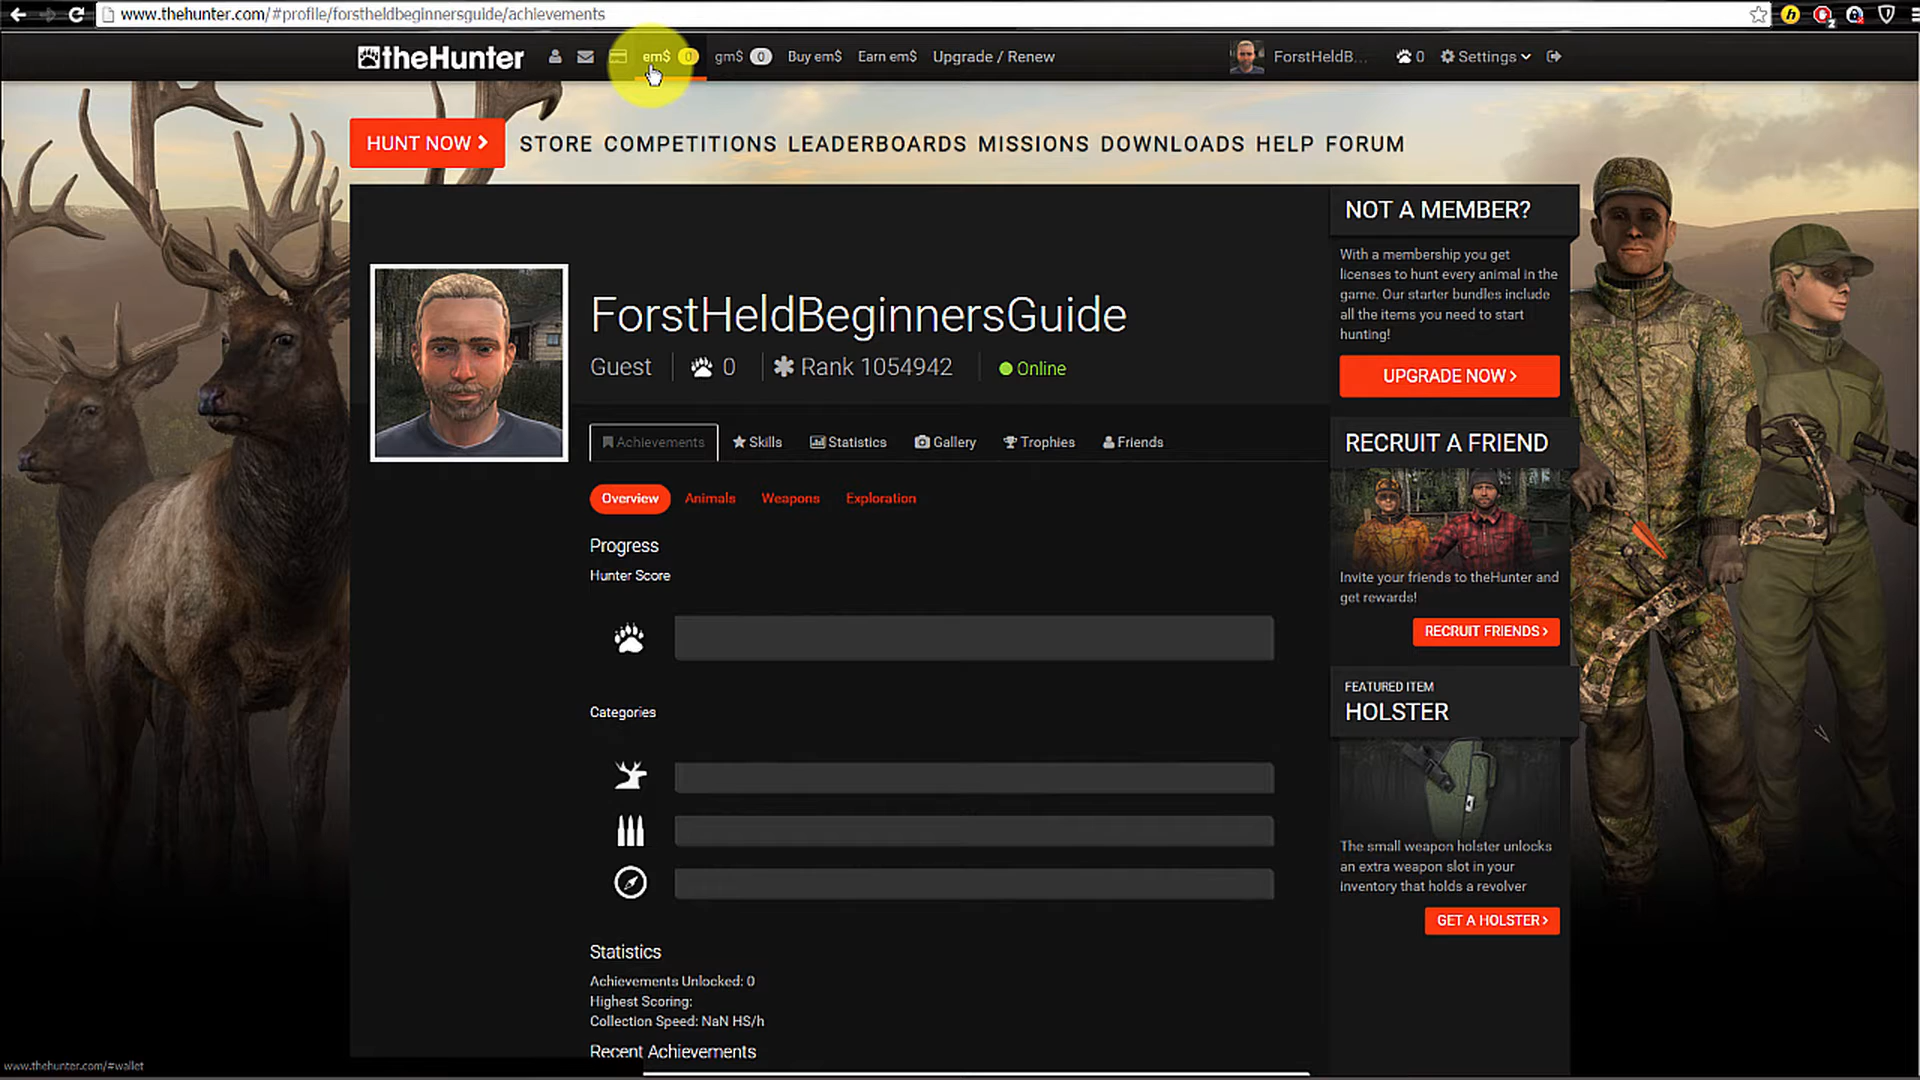 www.thehunter.com/#profile/forstheldbeginnersguide/achievements
theHunter em$ 0 gm$ 0 Buy em$ Earn em$ Upgrade / Renew ForstHeldB... 0 Settings
HUNT NOW STORE COMPETITIONS LEADERBOARDS MISSIONS DOWNLOADS HELP FORUM
ForstHeldBeginnersGuide
Guest 0 Rank 1054942 Online
Achievements Skills Statistics Gallery Trophies Friends
Overview Animals Weapons Exploration
Progress
Hunter Score
Categories
Statistics
Achievements Unlocked: 0
Highest Scoring:
Collection Speed: NaN HS/h
Recent Achievements
NOT A MEMBER?
With a membership you get
licenses to hunt every animal in the
game. Our starter bundles include
all the items you need to start
hunting!
UPGRADE NOW
RECRUIT A FRIEND
Invite your friends to theHunter and
get rewards!
RECRUIT FRIENDS
FEATURED ITEM
HOLSTER
The small weapon holster unlocks
an extra weapon slot in your
inventory that holds a revolver
GET A HOLSTER
www.thehunter.com/#wallet